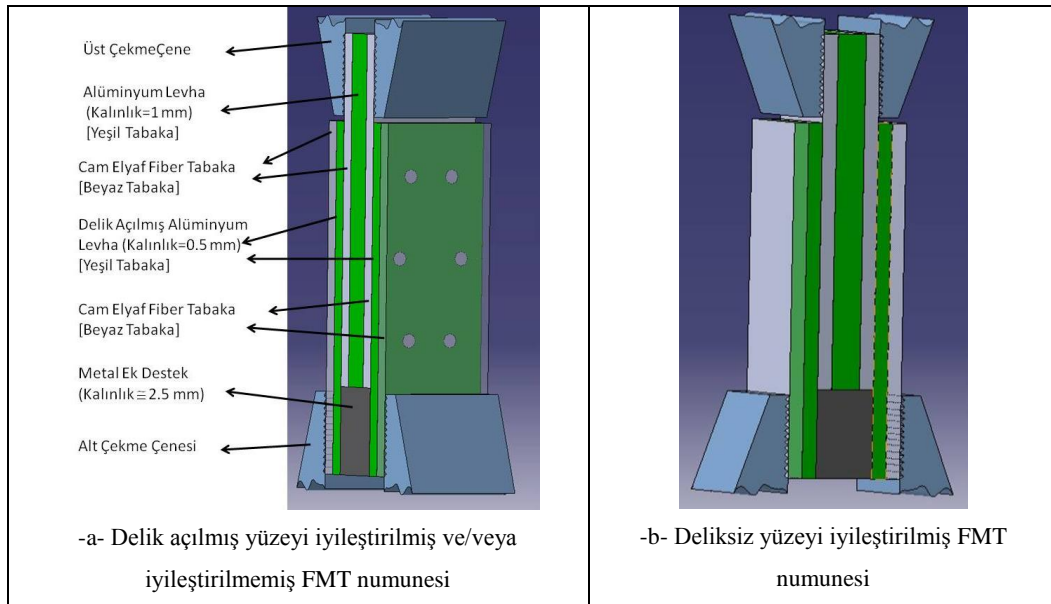 Üst ÇekmeÇene
Alüminyum Levha
(Kalınlık=1 mm)
[Yeşil Tabaka]
Cam Elyaf Fiber Tabaka
[Beyaz Tabaka]
Delik Açılmış Alüminyum
Levha (Kalınlık=0.5 mm)
[Yeşil Tabaka]
Cam Elyaf Fiber Tabaka
[Beyaz Tabaka]
Metal Ek Destek
(Kalınlık≅2.5 mm)
Alt Çekme Çenesi
-a- Delik açılmış yüzeyi iyileştirilmiş ve/veya
iyileştirilmemiş FMT numunesi
-b- Deliksiz yüzeyi iyileştirilmiş FMT
numunesi